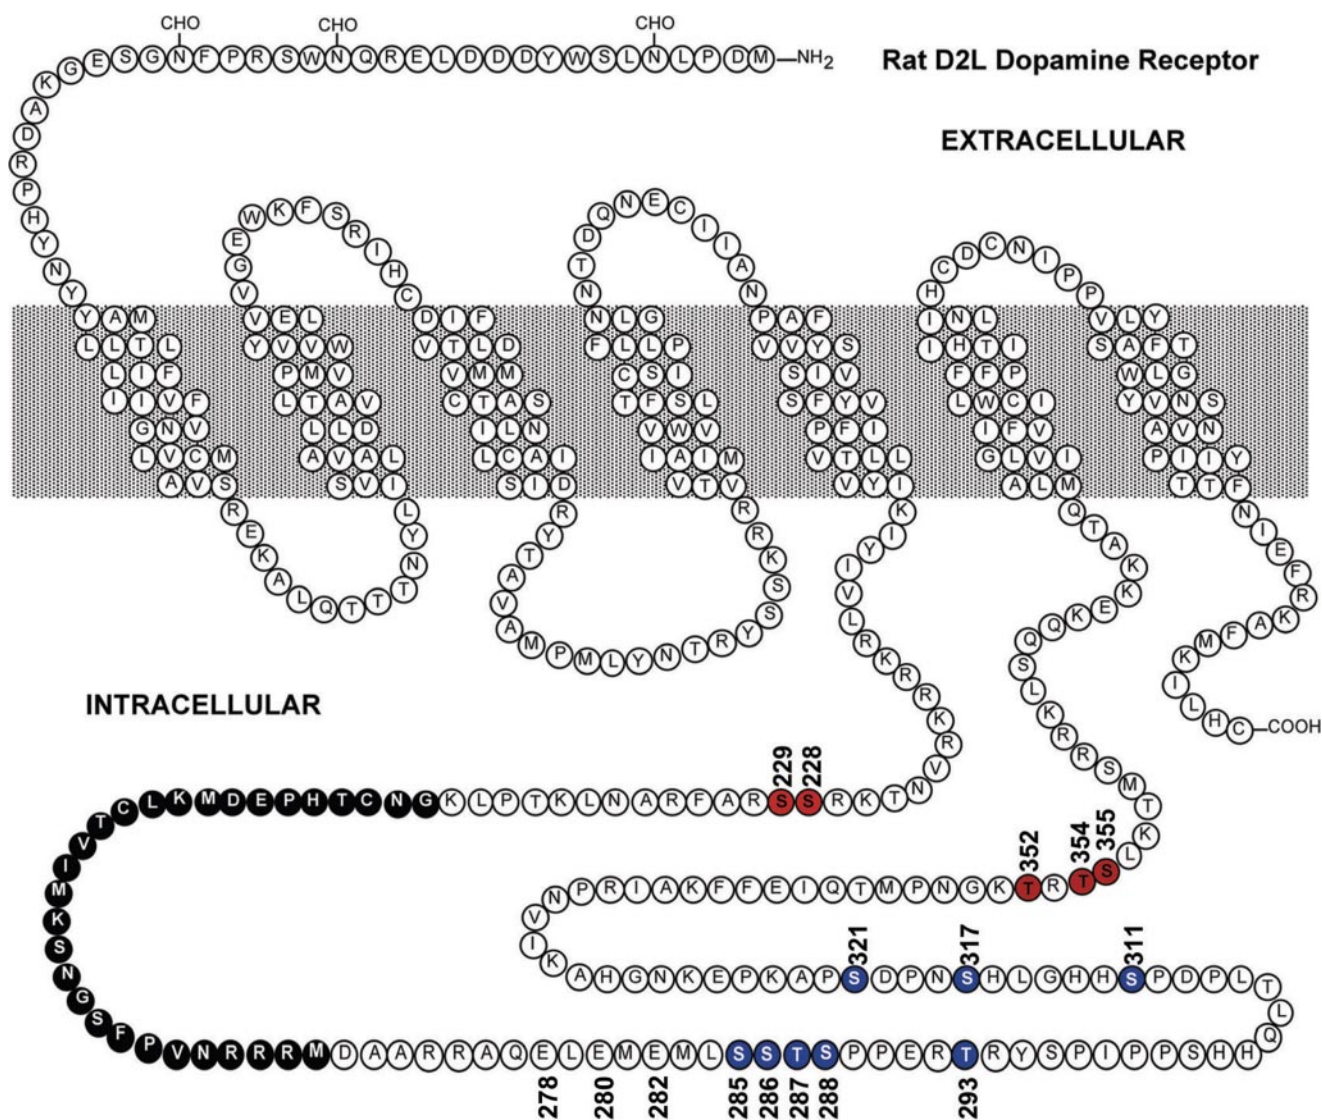 CHO CHO CHO
G E S G N F P R S W N Q R E L D D D Y W S L N L P D M —NH2
Rat D2L Dopamine Receptor
EXTRACELLULAR
K A D R P H Y N Y
V G E W K F S R I H C
N T D Q N E C I I A N
H C D C N I P P
Y A M V E L D I F N L G P A F I N L V L Y
L L T L Y V V W V T L D F L L P V V Y S I H T I S A F T
L I F P M V V M M C S I S I V F F P W L G
I I V F L T A V C T A S T F S L S F Y V L W C I Y V N S
G N V L L D I L N V W V P F I I F V A V N
L V C M A V A L L C A I I A I M V T L L G L V I P I I Y
A V S S V I S I D V T V V Y I A L M T T F
R E K A L Q T T T N Y L
R Y T A V A M P M L Y N T R Y S S K R R
K I Y I V L R K R R K R V N T
Q T A K K E K Q Q S L K R R S M T K L
N I E F R K A F M K I L H C —COOH
INTRACELLULAR
229 228
C L K M D E P H T C N G K L P T K L N A R F A R S S R K
T V I M K S N G S F
352 354 355
N P R I A K F F E I Q T M P N G K T R T S
V I K
321 317 311
A H G N K E P K A P S D P N S H L G H H S P D P L T
L Q
P V N R R R M D A A R R A Q E L E M E M L S S T S P P E R T R Y S P I P P S H H
278 280 282 285 286 287 288 293